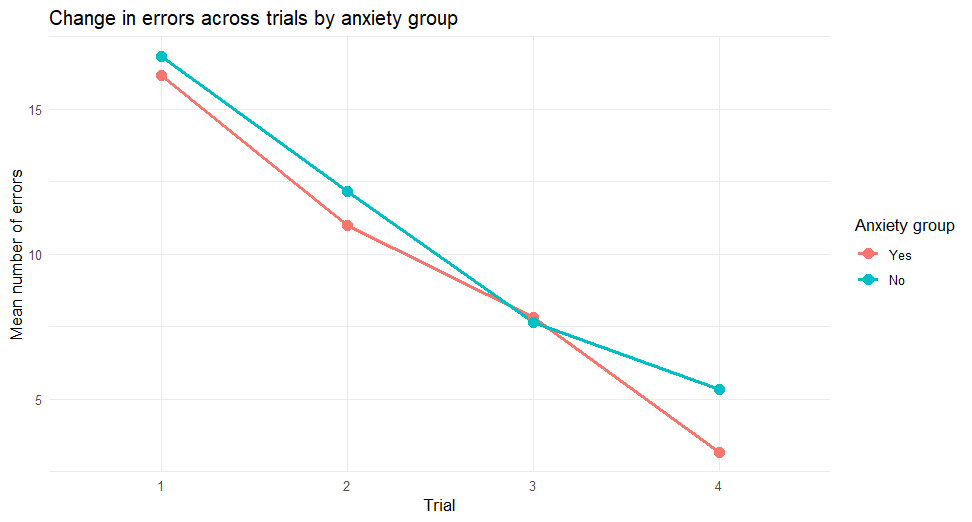 Change in errors across trials by anxiety group
Mean number of errors
15
10
5
1 2 3 4
Trial
Anxiety group
Yes
No